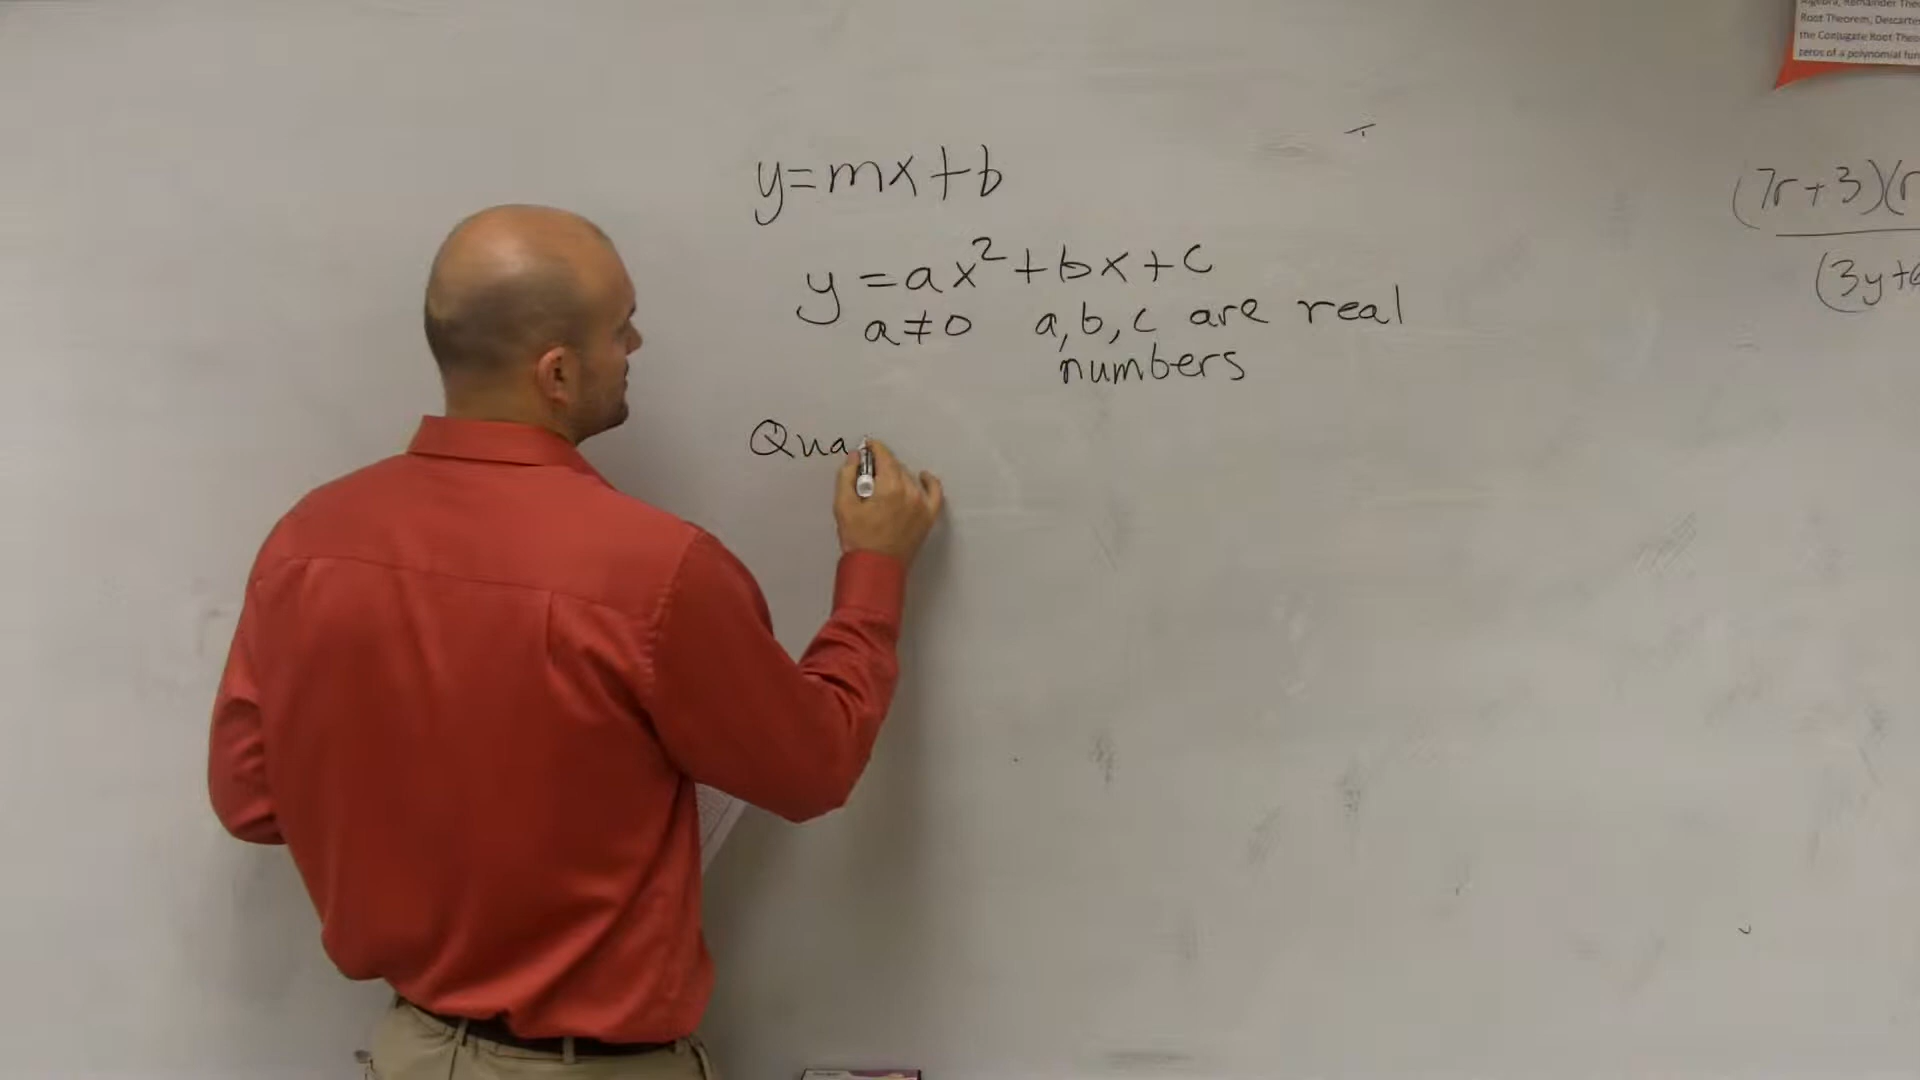 y=mx+b
y=ax²+bx+c
a≠0 a,b,c are real
numbers
Qua
Root Theorem, Descarte
the Conjugate Root Theo
zeros of a polynomial fun
(7r+3)(r
(3y+